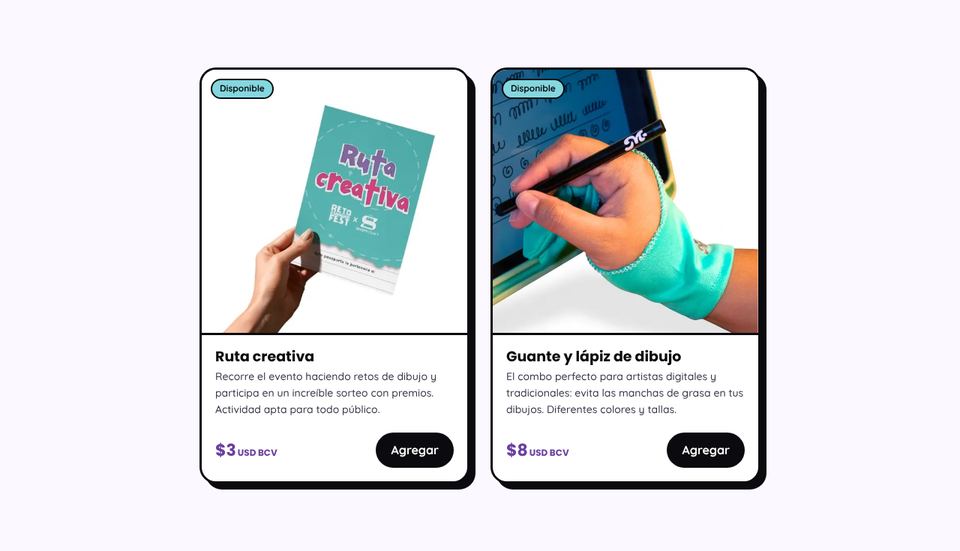 Disponible
Ruta
creativa
RETO
FEST
X
pasaporte le pertenece a:
Ruta creativa
Recorre el evento haciendo retos de dibujo y
participa en un increíble sorteo con premios.
Actividad apta para todo público.
$3 USD BCV
Agregar
Disponible
Guante y lápiz de dibujo
El combo perfecto para artistas digitales y
tradicionales: evita las manchas de grasa en tus
dibujos. Diferentes colores y tallas.
$8 USD BCV
Agregar